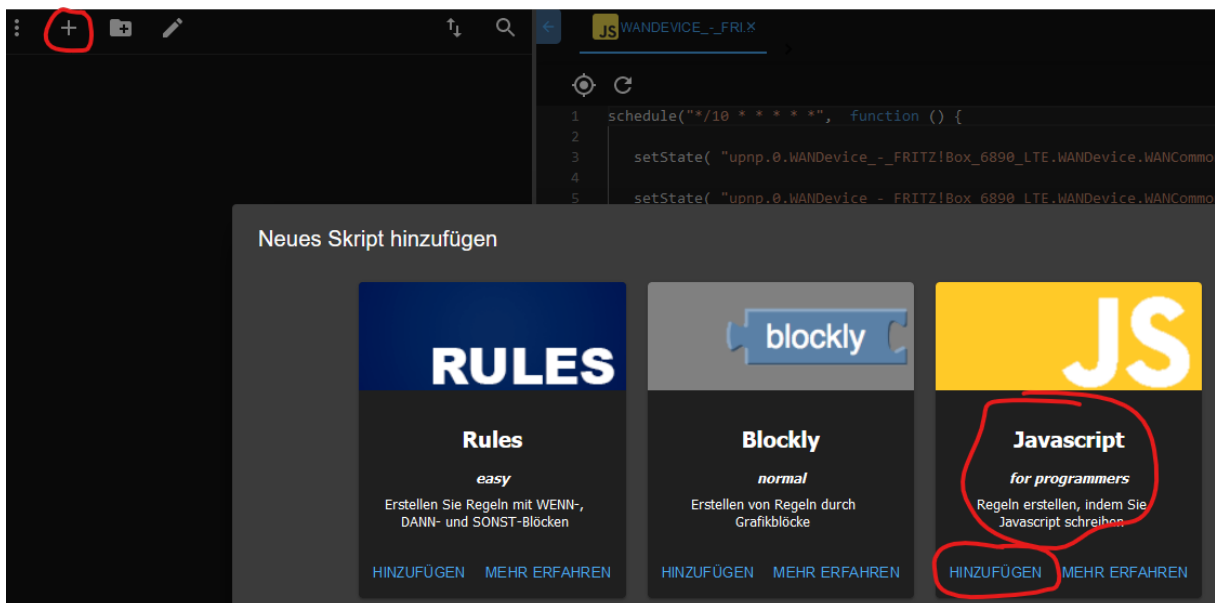 JS WANDEVICE_-_FRI.×
1 schedule("*/10 * * * * *", function () {
2
3 setState( "upnp.0.WANDevice_-_FRITZ!Box_6890_LTE.WANDevice.WANCommo
4
5 setState( "upnp.0.WANDevice_-_FRITZ!Box_6890_LTE.WANDevice.WANCommo
Neues Skript hinzufügen
RULES
Rules
easy
Erstellen Sie Regeln mit WENN-,
DANN- und SONST-Blöcken
HINZUFÜGEN MEHR ERFAHREN
blockly
Blockly
normal
Erstellen von Regeln durch
Grafikblöcke
HINZUFÜGEN MEHR ERFAHREN
JS
Javascript
for programmers
Regeln erstellen, indem Sie
Javascript schreiben
HINZUFÜGEN MEHR ERFAHREN